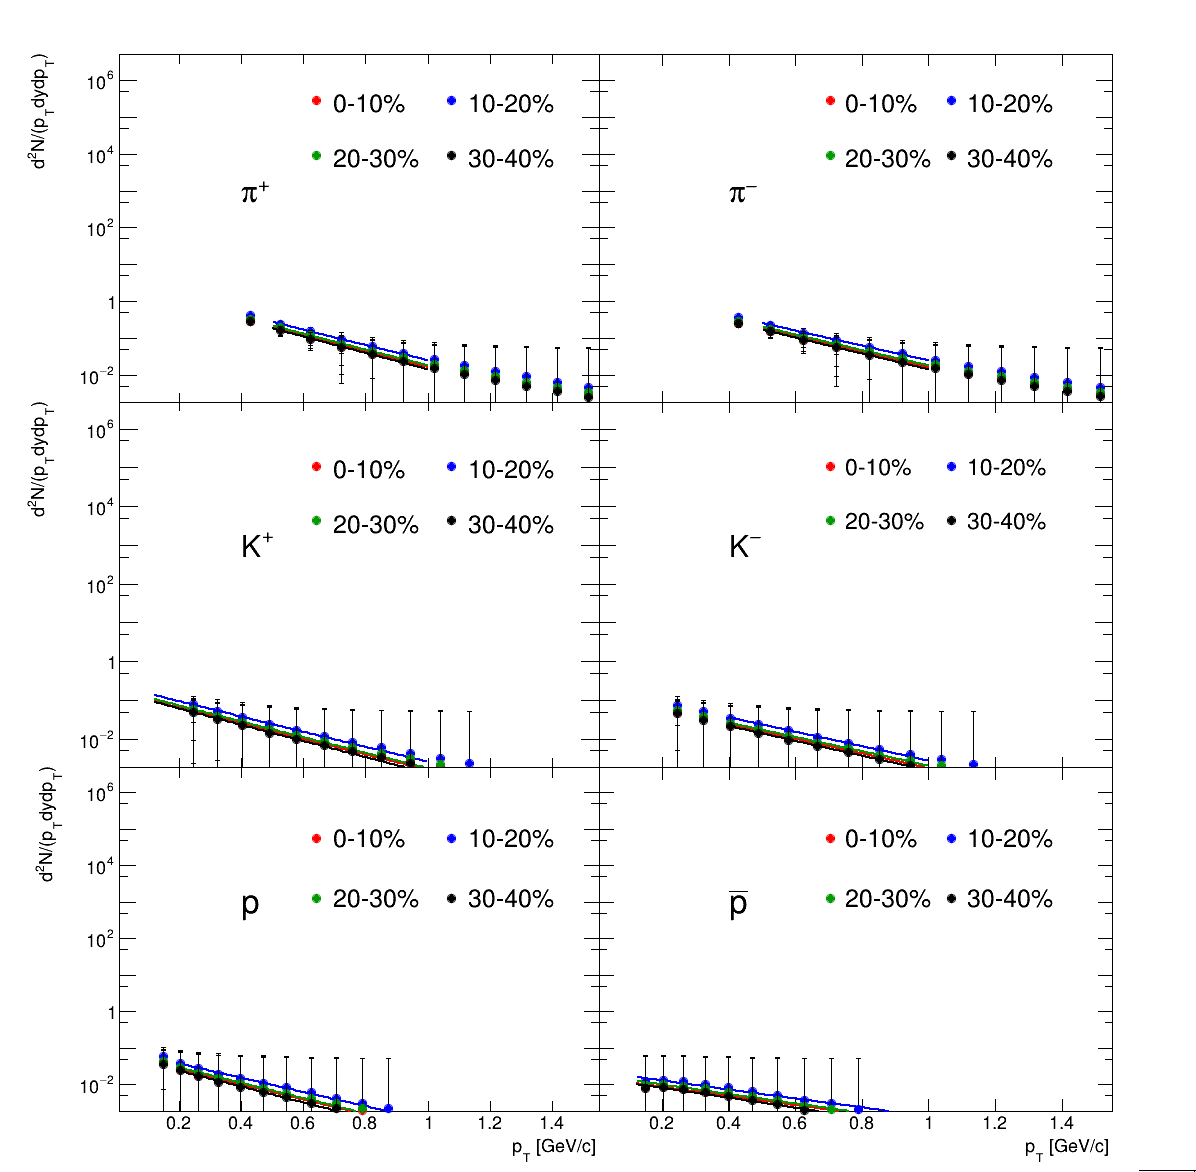 d²N/(p_T dydp_T)
10⁶
0-10% 10-20% 0-10% 10-20%
10⁴
20-30% 30-40% 20-30% 30-40%
π⁺ π⁻
10²
1
10⁻²
d²N/(p_T dydp_T)
10⁶
0-10% 10-20% 0-10% 10-20%
10⁴
20-30% 30-40% 20-30% 30-40%
K⁺ K⁻
10²
1
10⁻²
d²N/(p_T dydp_T)
10⁶
0-10% 10-20% 0-10% 10-20%
10⁴
20-30% 30-40% 20-30% 30-40%
p p̅
10²
1
10⁻²
0.2 0.4 0.6 0.8 1 1.2 1.4 0.2 0.4 0.6 0.8 1 1.2 1.4
p_T [GeV/c] p_T [GeV/c]